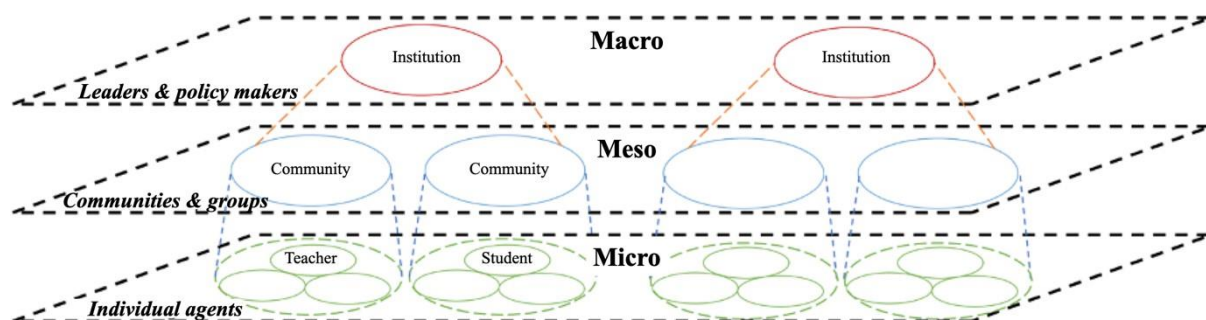 Macro
Institution
Institution
Leaders & policy makers
Meso
Community
Community
Communities & groups
Micro
Teacher
Student
Individual agents